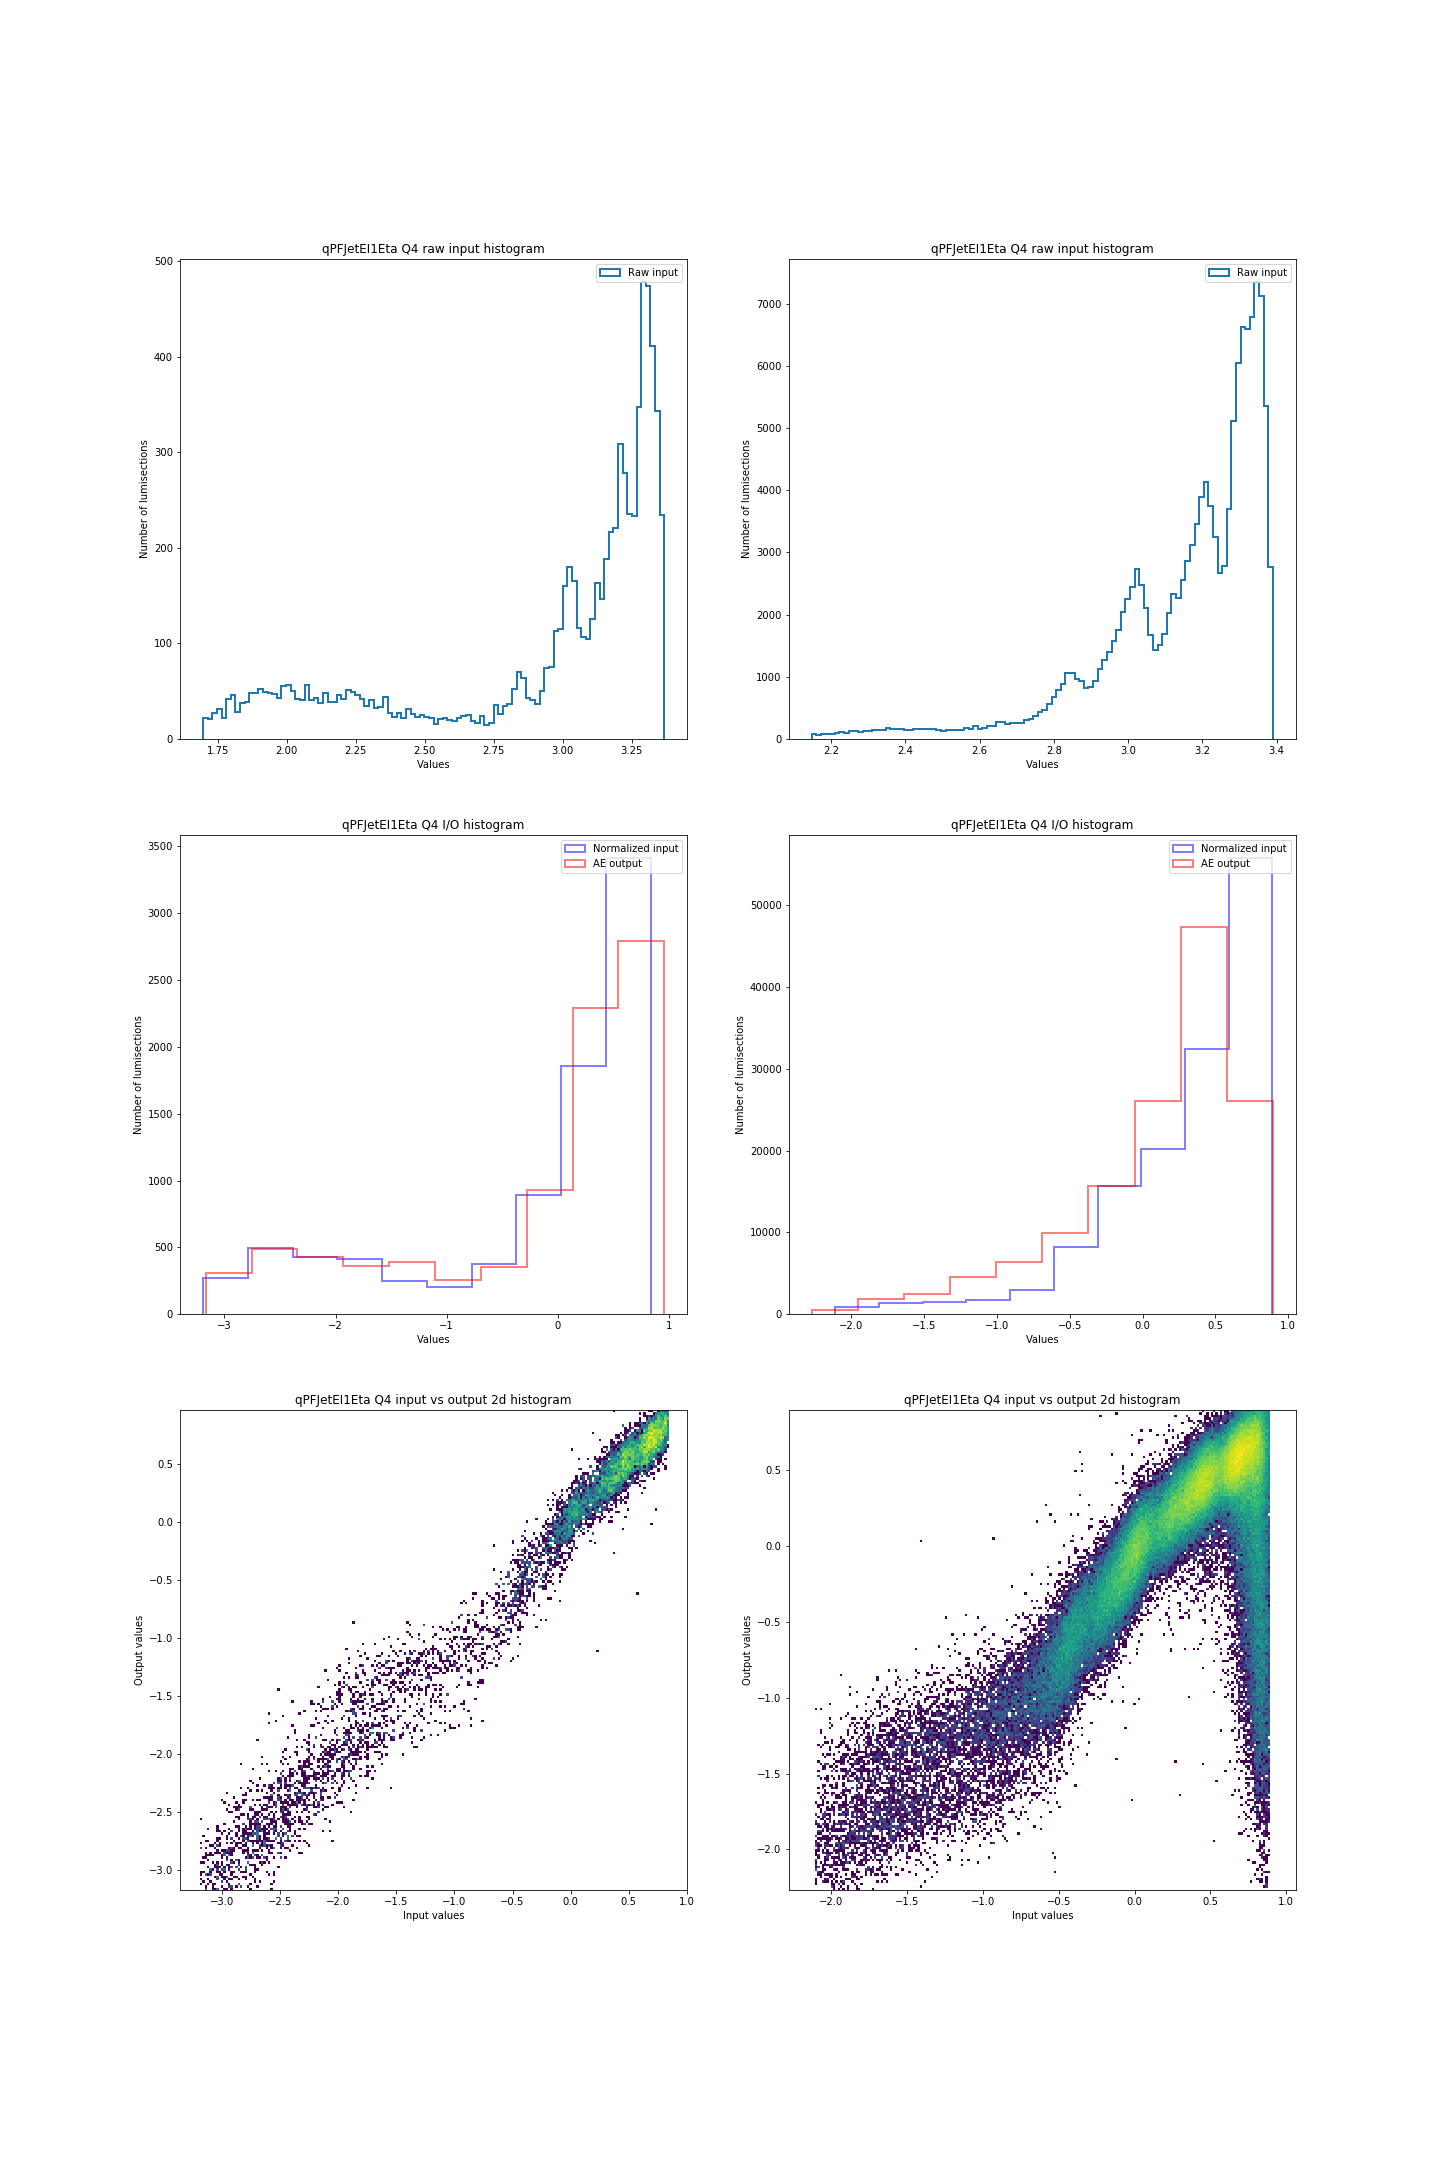 qPFJetEI1Eta Q4 raw input histogram
Raw input
Number of lumisections
500
400
300
200
100
0
1.75 2.00 2.25 2.50 2.75 3.00 3.25
Values
qPFJetEI1Eta Q4 raw input histogram
Raw input
Number of lumisections
7000
6000
5000
4000
3000
2000
1000
0
2.2 2.4 2.6 2.8 3.0 3.2 3.4
Values
qPFJetEI1Eta Q4 I/O histogram
Normalized input
AE output
Number of lumisections
3500
3000
2500
2000
1500
1000
500
0
−3 −2 −1 0 1
Values
qPFJetEI1Eta Q4 I/O histogram
Normalized input
AE output
Number of lumisections
50000
40000
30000
20000
10000
0
−2.0 −1.5 −1.0 −0.5 0.0 0.5 1.0
Values
qPFJetEI1Eta Q4 input vs output 2d histogram
Output values
0.5
0.0
−0.5
−1.0
−1.5
−2.0
−2.5
−3.0
−3.0 −2.5 −2.0 −1.5 −1.0 −0.5 0.0 0.5 1.0
Input values
qPFJetEI1Eta Q4 input vs output 2d histogram
Output values
0.5
0.0
−0.5
−1.0
−1.5
−2.0
−2.0 −1.5 −1.0 −0.5 0.0 0.5 1.0
Input values